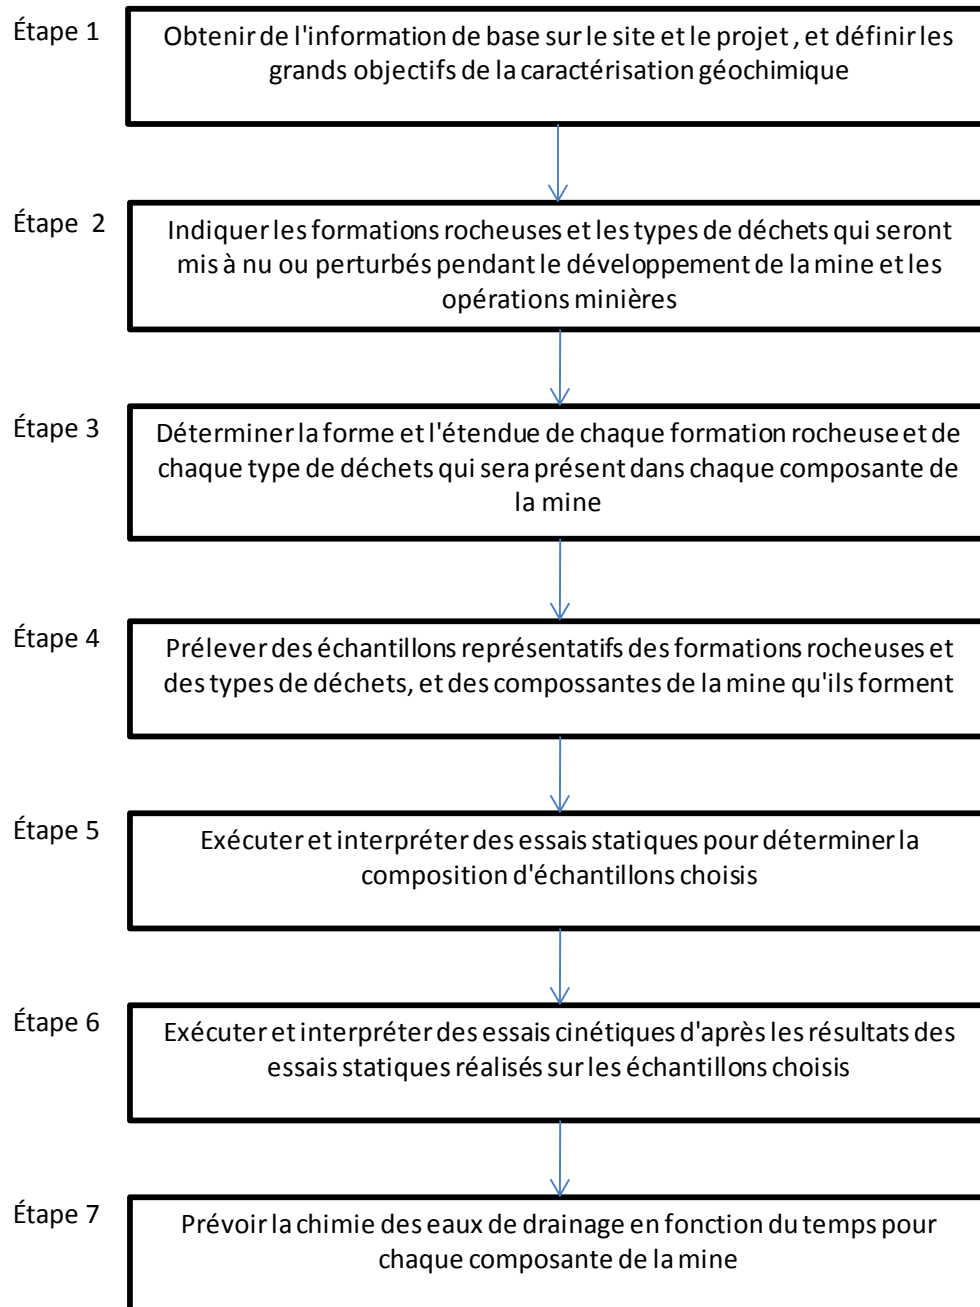 Étape 1
Obtenir de l'information de base sur le site et le projet , et définir les
grands objectifs de la caractérisation géochimique
Étape 2
Indiquer les formations rocheuses et les types de déchets qui seront
mis à nu ou perturbés pendant le développement de la mine et les
opérations minières
Étape 3
Déterminer la forme et l'étendue de chaque formation rocheuse et de
chaque type de déchets qui sera présent dans chaque composante de
la mine
Étape 4
Prélever des échantillons représentatifs des formations rocheuses et
des types de déchets, et des compossantes de la mine qu'ils forment
Étape 5
Exécuter et interpréter des essais statiques pour déterminer la
composition d'échantillons choisis
Étape 6
Exécuter et interpréter des essais cinétiques d'après les résultats des
essais statiques réalisés sur les échantillons choisis
Étape 7
Prévoir la chimie des eaux de drainage en fonction du temps pour
chaque composante de la mine